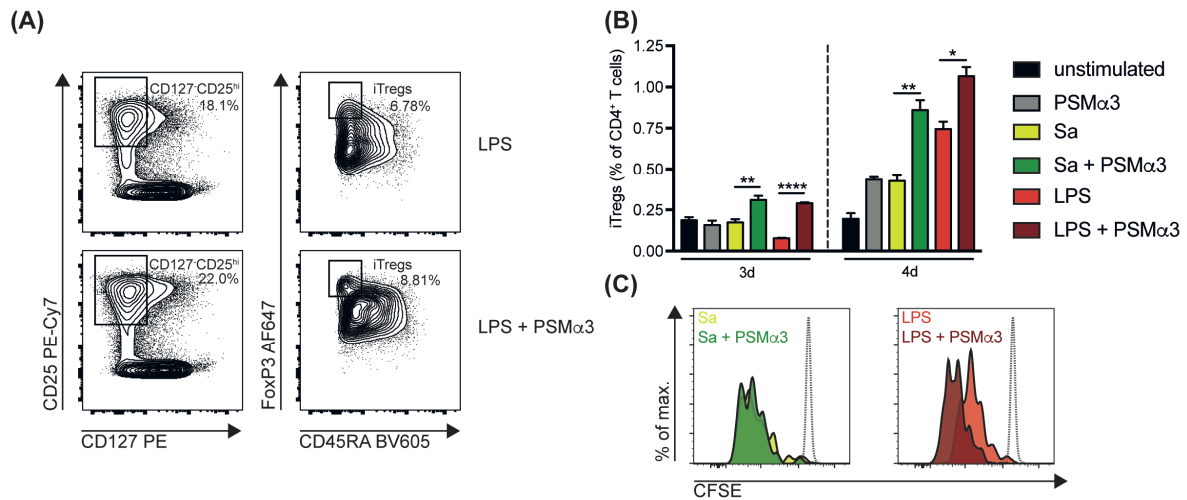 (A)
CD127⁻CD25ʰⁱ
18.1%
iTregs
6.78%
LPS
CD127⁻CD25ʰⁱ
22.0%
iTregs
8.81%
LPS + PSMα3
CD25 PE-Cy7
FoxP3 AF647
CD127 PE
CD45RA BV605
(B)
iTregs (% of CD4⁺ T cells)
1.25
1.00
0.75
0.50
0.25
0.00
**
****
**
*
3d
4d
unstimulated
PSMα3
Sa
Sa + PSMα3
LPS
LPS + PSMα3
(C)
% of max.
Sa
Sa + PSMα3
LPS
LPS + PSMα3
CFSE